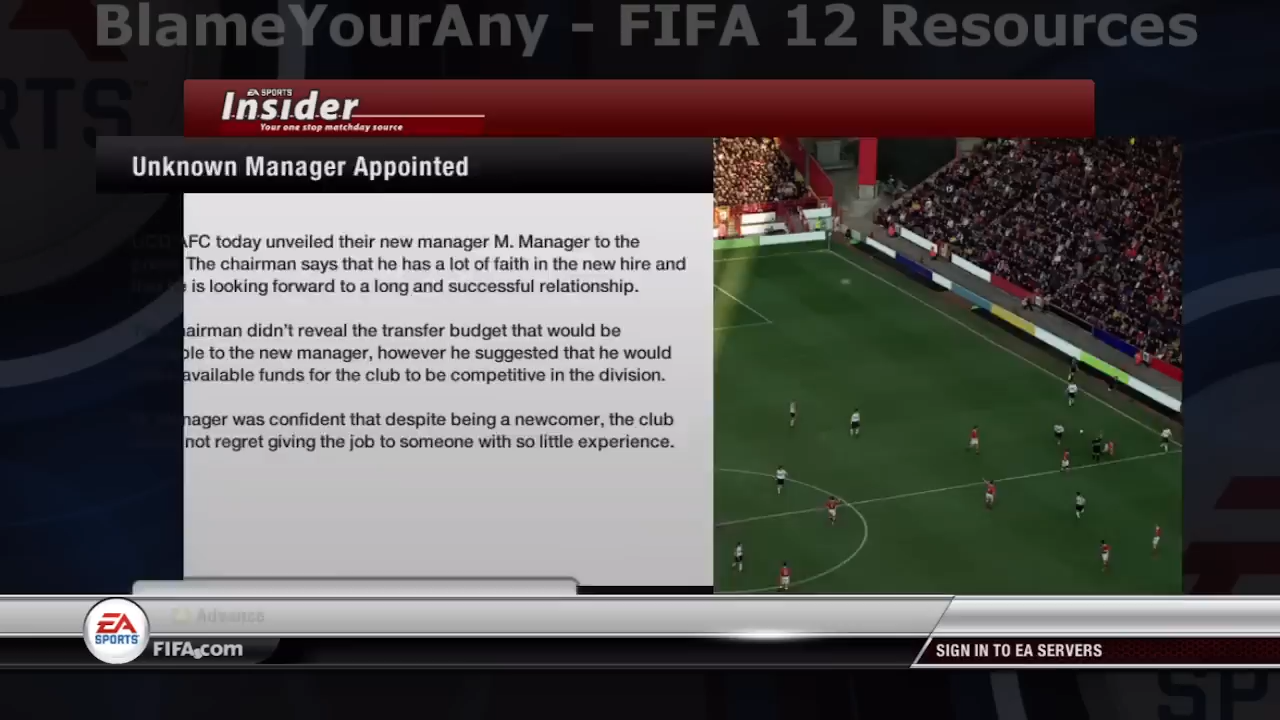 BlameYourAny - FIFA 12 Resources
EA SPORTS
Insider
Your one stop matchday source
Unknown Manager Appointed
AFC today unveiled their new manager M. Manager to the
The chairman says that he has a lot of faith in the new hire and
is looking forward to a long and successful relationship.
airman didn't reveal the transfer budget that would be
ble to the new manager, however he suggested that he would
available funds for the club to be competitive in the division.
nager was confident that despite being a newcomer, the club
not regret giving the job to someone with so little experience.
Advance
EA
SPORTS
FIFA.com
SIGN IN TO EA SERVERS